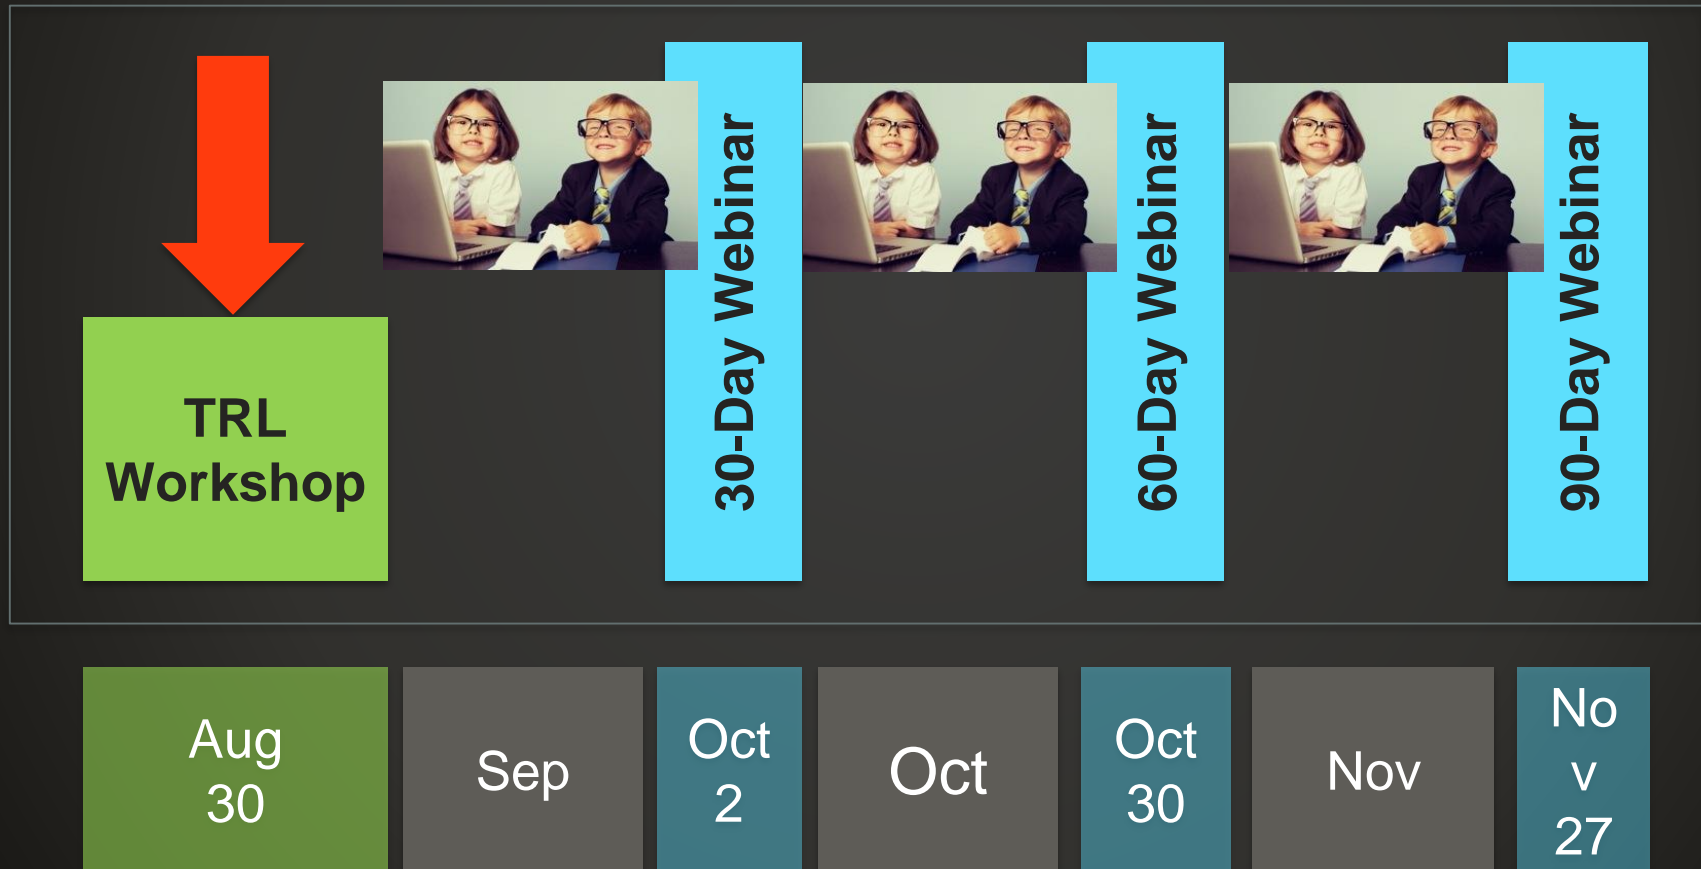 TRL
Workshop
30-Day Webinar
60-Day Webinar
90-Day Webinar
Aug
30
Sep
Oct
2
Oct
Oct
30
Nov
No
v
27